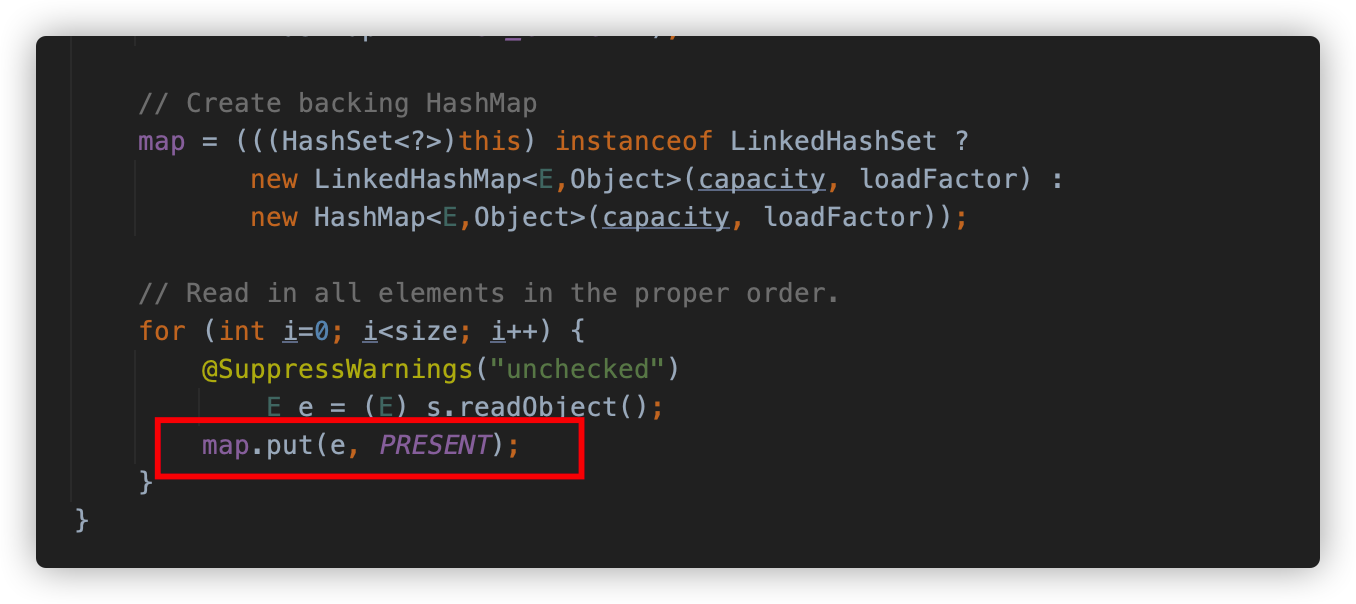 // Create backing HashMap
map = (((HashSet<?>)this) instanceof LinkedHashSet ?
new LinkedHashMap<E,Object>(capacity, loadFactor) :
new HashMap<E,Object>(capacity, loadFactor));
// Read in all elements in the proper order.
for (int i=0; i<size; i++) {
@SuppressWarnings("unchecked")
E e = (E) s.readObject();
map.put(e, PRESENT);
}
}